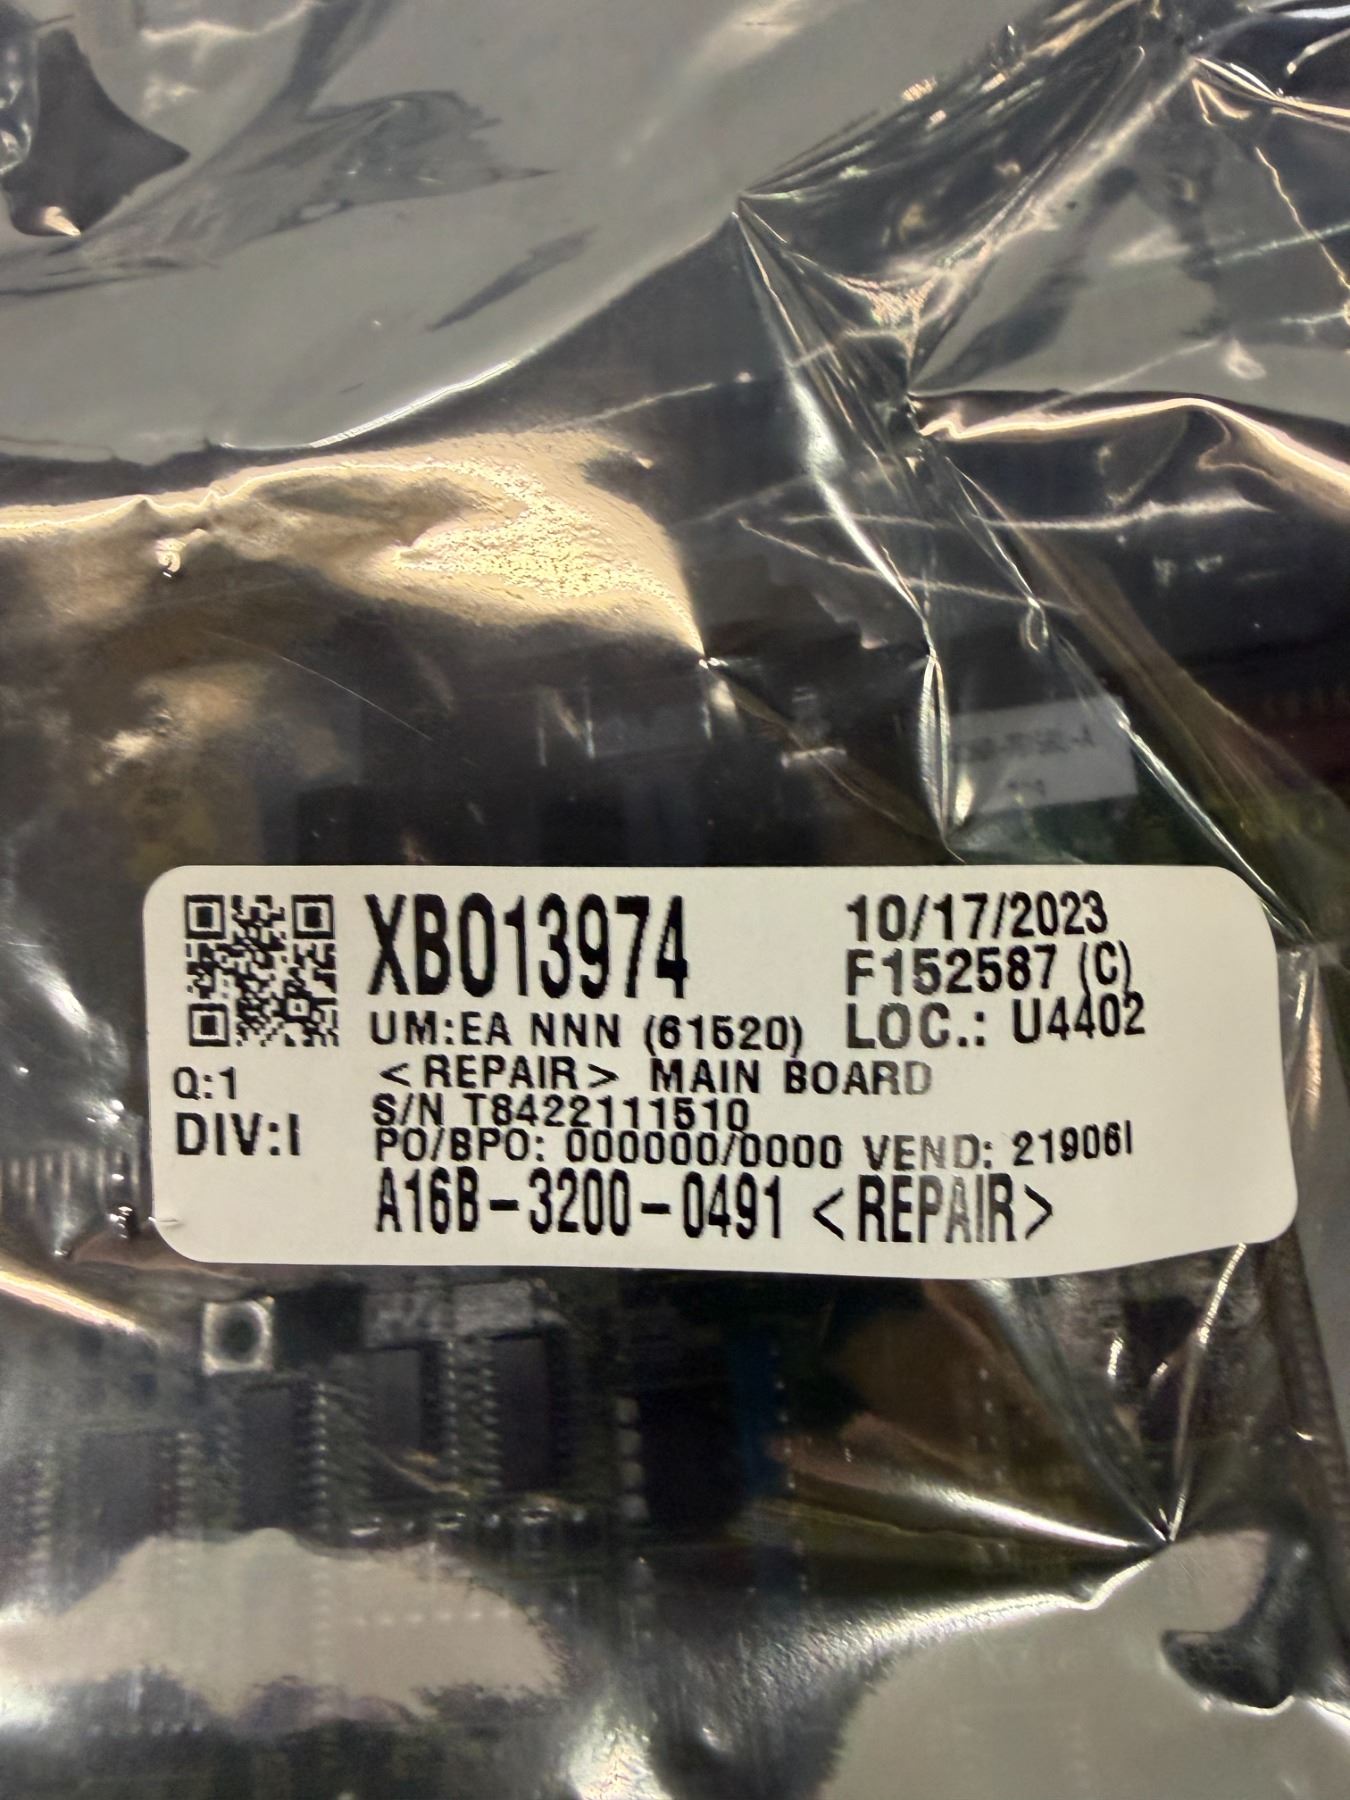 XB013974
10/17/2023
F152587 (C)
UM:EA NNN (61520)
LOC.: U4402
<REPAIR> MAIN BOARD
Q:1
S/N T8422111510
DIV:I
PO/BPO: 000000/0000 VEND: 21906I
A16B-3200-0491 <REPAIR>